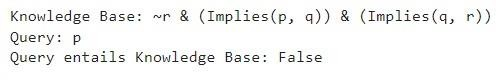 Knowledge Base: ~r & (Implies(p, q)) & (Implies(q, r))
Query: p
Query entails Knowledge Base: False